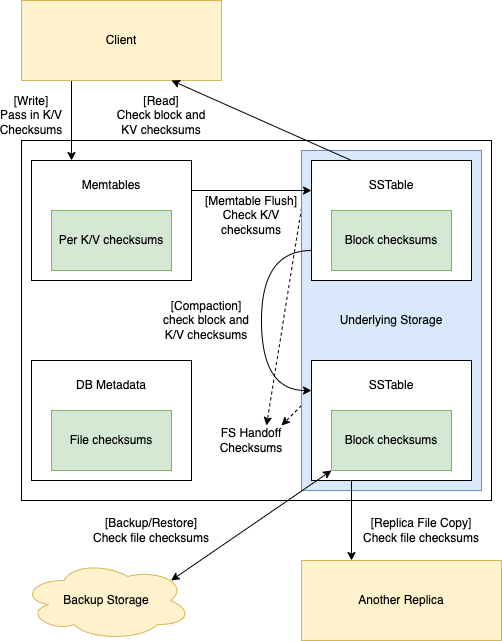 Client
[Write]
Pass in K/V
Checksums
[Read]
Check block and
KV checksums
Memtables
Per K/V checksums
[Memtable Flush]
Check K/V
checksums
SSTable
Block checksums
[Compaction]
check block and
K/V checksums
Underlying Storage
DB Metadata
File checksums
SSTable
Block checksums
FS Handoff
Checksums
[Backup/Restore]
Check file checksums
[Replica File Copy]
Check file checksums
Backup Storage
Another Replica